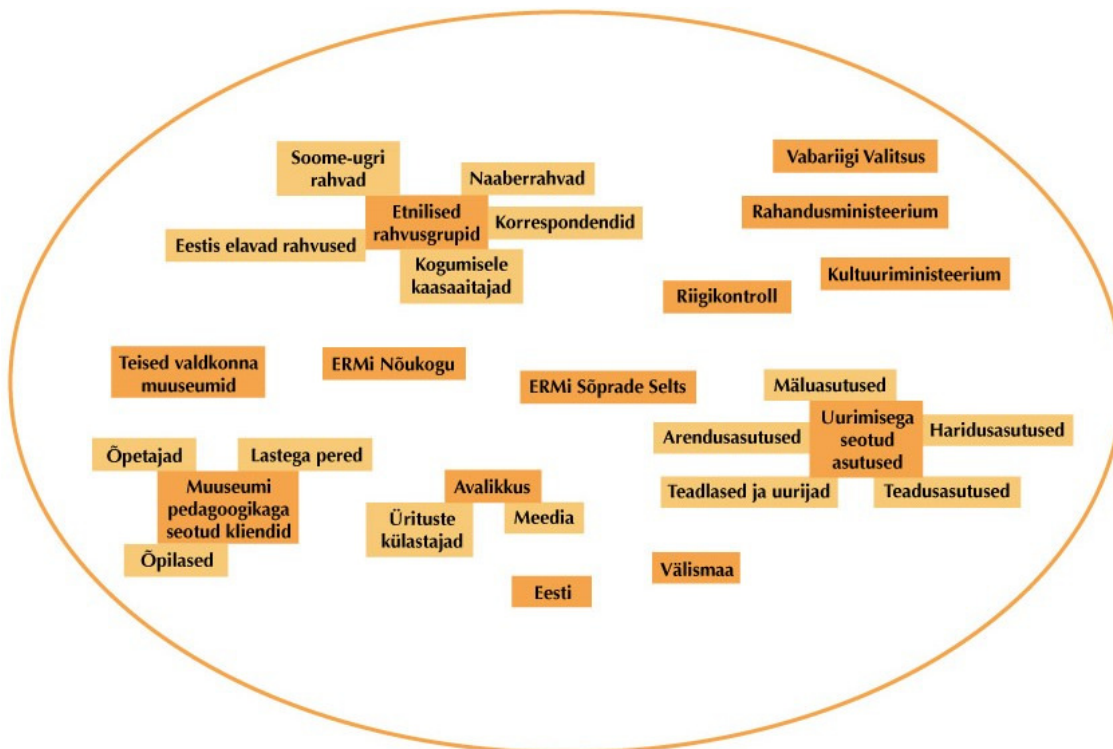 Soome-ugri
rahvad
Naaberrahvad
Etnilised
rahvusgrupid
Korrespondendid
Eestis elavad rahvused
Kogumisele
kaasaaitajad
Vabariigi Valitsus
Rahandusministeerium
Kultuuriministeerium
Riigikontroll
Teised valdkonna
muuseumid
ERMi Nõukogu
ERMi Sõprade Selts
Mäluasutused
Uurimisega
seotud
asutused
Haridusasutused
Arendusasutused
Teadlased ja uurijad
Teadusasutused
Õpetajad
Lastega pered
Muuseumi
pedagoogikaga
seotud kliendid
Õpilased
Avalikkus
Ürituste
külastajad
Meedia
Välismaa
Eesti